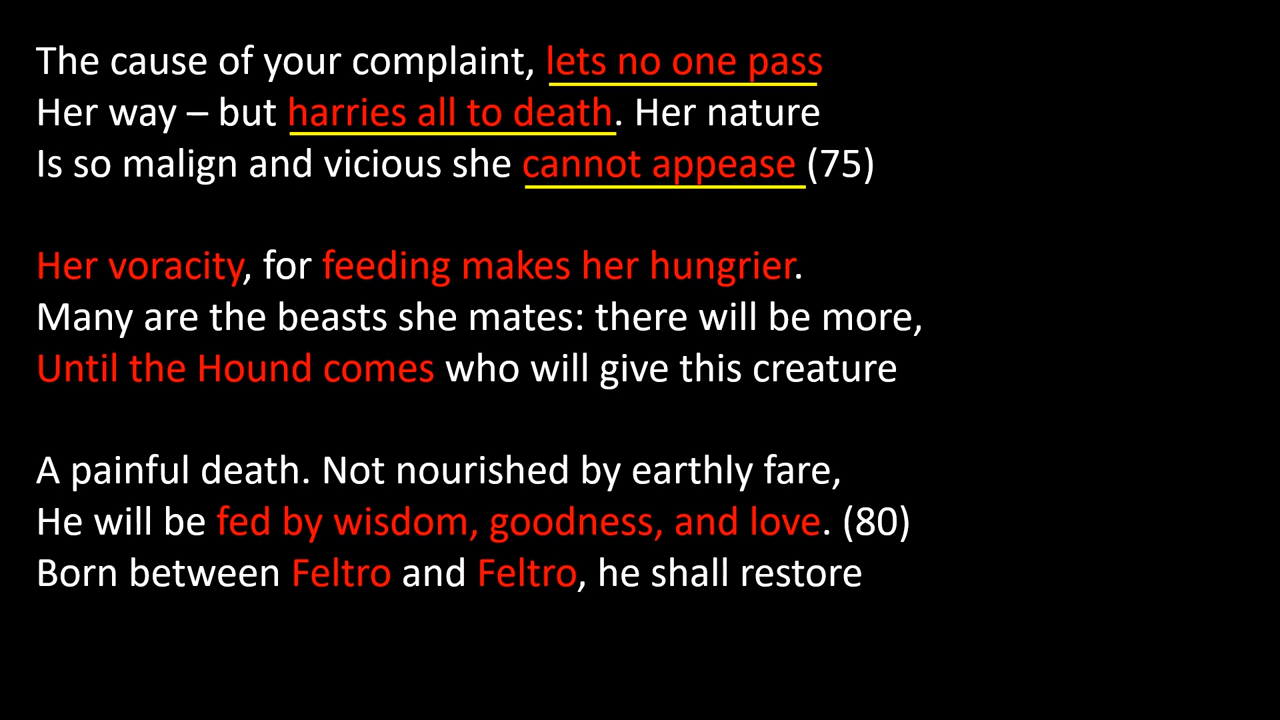 The cause of your complaint, lets no one pass
Her way – but harries all to death. Her nature
Is so malign and vicious she cannot appease (75)
Her voracity, for feeding makes her hungrier.
Many are the beasts she mates: there will be more,
Until the Hound comes who will give this creature
A painful death. Not nourished by earthly fare,
He will be fed by wisdom, goodness, and love. (80)
Born between Feltro and Feltro, he shall restore